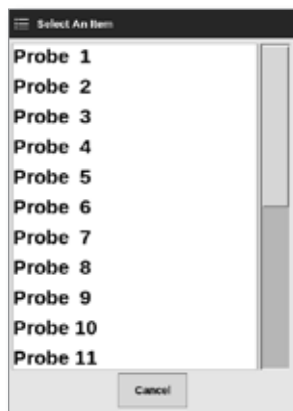 Select An Item
Probe 1
Probe 2
Probe 3
Probe 4
Probe 5
Probe 6
Probe 7
Probe 8
Probe 9
Probe 10
Probe 11
Cancel